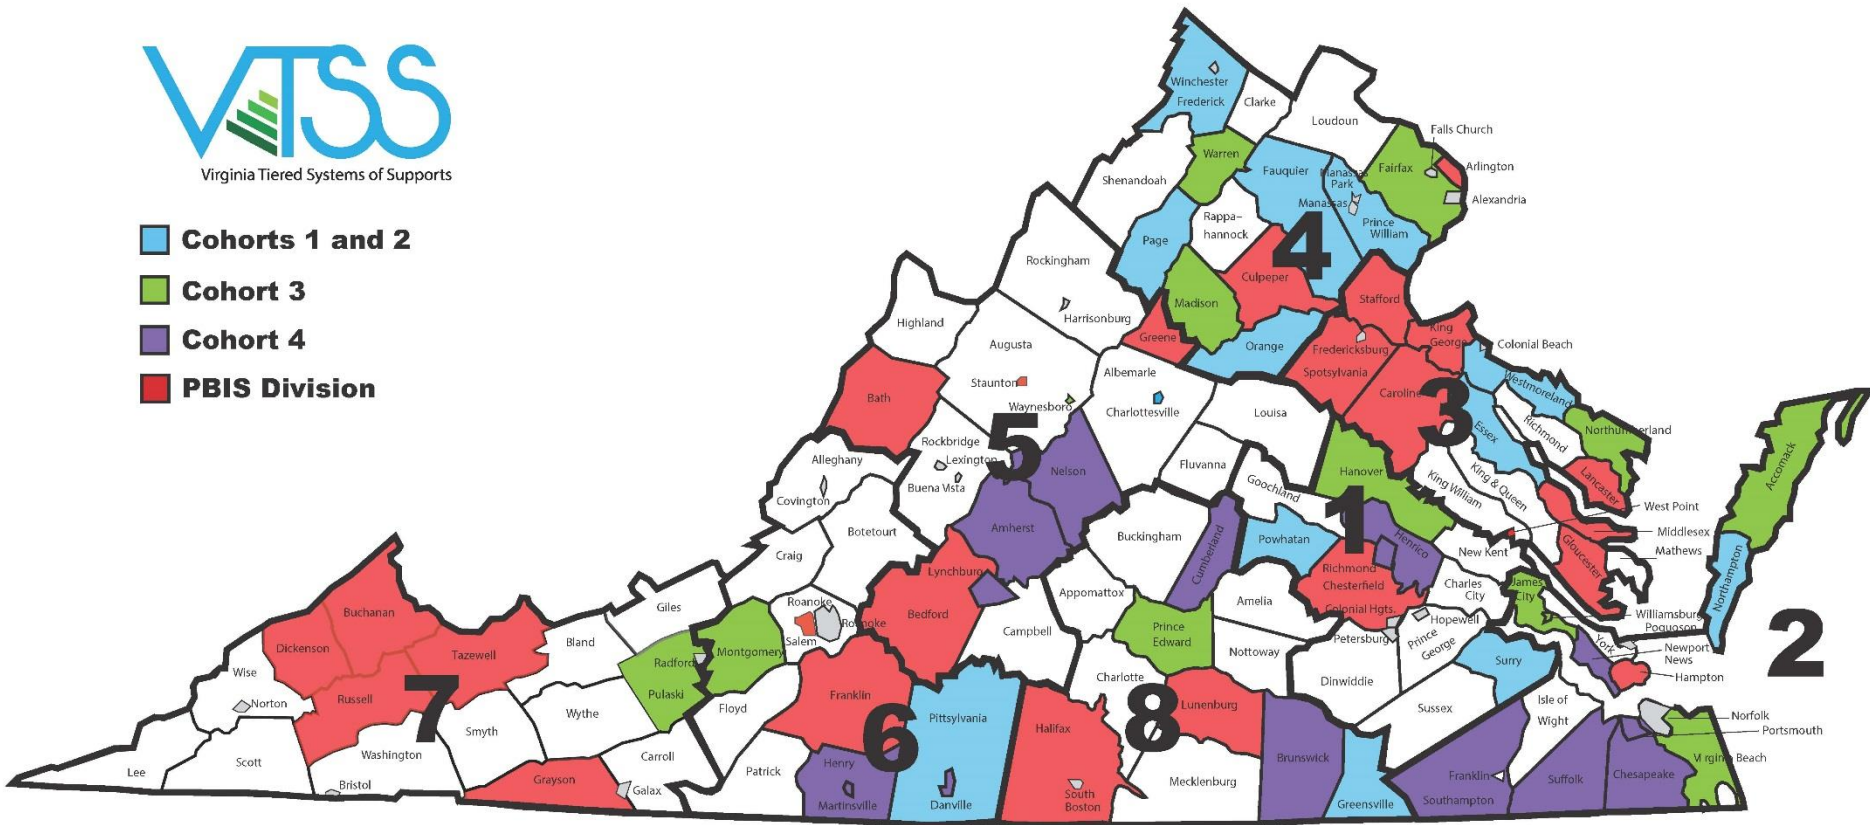 VTSS
Virginia Tiered Systems of Supports
Cohorts 1 and 2
Cohort 3
Cohort 4
PBIS Division
Winchester
Frederick
Clarke
Loudoun
Falls Church
Warren
Fairfax
Arlington
Shenandoah
Fauquier
Manassas
Park
Manassas
Alexandria
Rappa-
hannock
Prince
William
Page
4
Rockingham
Culpeper
Madison
Stafford
Harrisonburg
Highland
Greene
Orange
King
George
Colonial Beach
Augusta
Fredericksburg
Albemarle
Spotsylvania
Westmoreland
Staunton
Bath
Waynesboro
Charlottesville
Louisa
Caroline
3
Essex
Richmond
Northumberland
Rockbridge
5
Alleghany
Lexington
Nelson
Fluvanna
Hanover
Lancaster
Accomack
Covington
Buena Vista
Goochland
King William
King & Queen
West Point
Botetourt
Amherst
Buckingham
Cumberland
Powhatan
1
Henrico
New Kent
Middlesex
Mathews
Gloucester
Craig
Lynchburg
Richmond
Chesterfield
Charles
City
James
City
Northampton
Giles
Roanoke
Bedford
Appomattox
Amelia
Colonial Hgts.
Hopewell
Williamsburg
Poquoson
Buchanan
Roanoke
Salem
Campbell
Prince
Edward
Petersburg
Prince
George
York
2
Dickenson
Bland
Tazewell
Radford
Montgomery
Nottoway
Surry
Newport
News
Wise
Hampton
Russell
7
Pulaski
Franklin
Charlotte
Dinwiddie
Norton
Wythe
Floyd
6
Pittsylvania
Halifax
8
Lunenburg
Sussex
Isle of
Wight
Norfolk
Smyth
Portsmouth
Washington
Carroll
Lee
Scott
Patrick
Henry
Brunswick
Virginia Beach
Bristol
Grayson
Galax
Martinsville
Danville
South
Boston
Mecklenburg
Greensville
Franklin
Southampton
Suffolk
Chesapeake